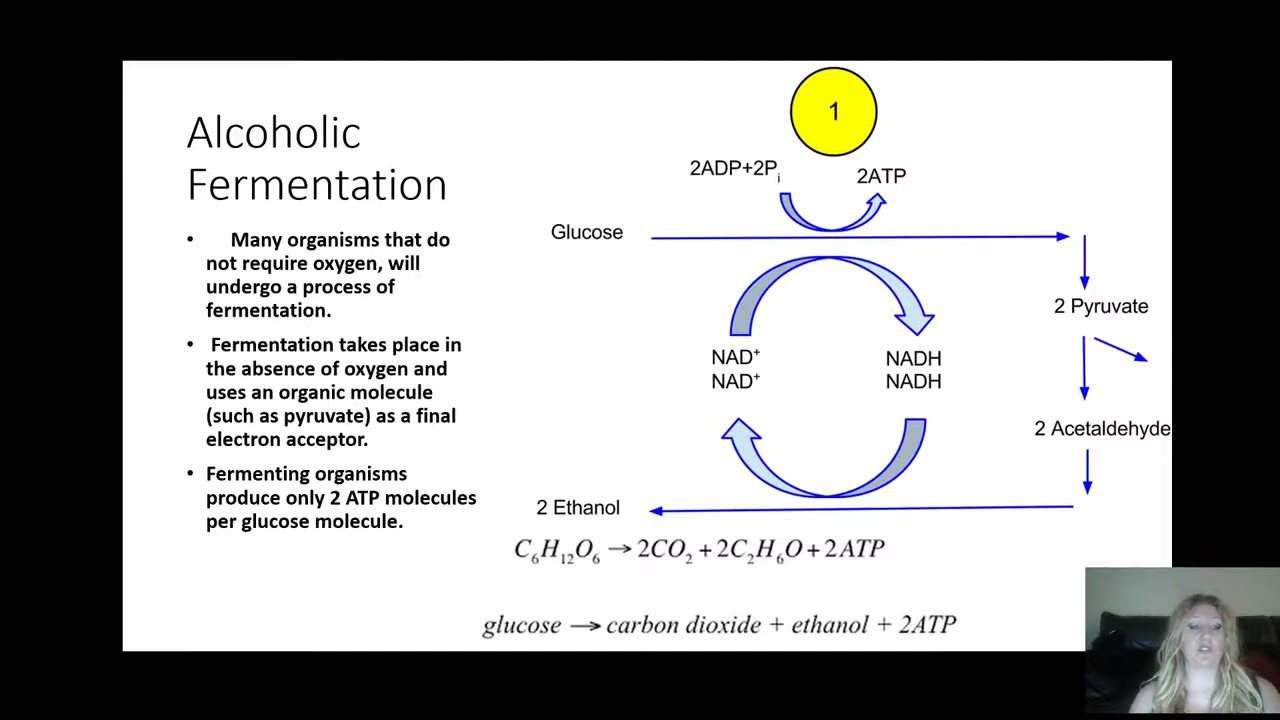 Alcoholic
Fermentation
• Many organisms that do
not require oxygen, will
undergo a process of
fermentation.
• Fermentation takes place in
the absence of oxygen and
uses an organic molecule
(such as pyruvate) as a final
electron acceptor.
• Fermenting organisms
produce only 2 ATP molecules
per glucose molecule.
1
2ADP+2Pᵢ
2ATP
Glucose
2 Pyruvate
NAD⁺
NAD⁺
NADH
NADH
2 Acetaldehyde
2 Ethanol
C₆H₁₂O₆ → 2CO₂ + 2C₂H₆O + 2ATP
glucose → carbon dioxide + ethanol + 2ATP